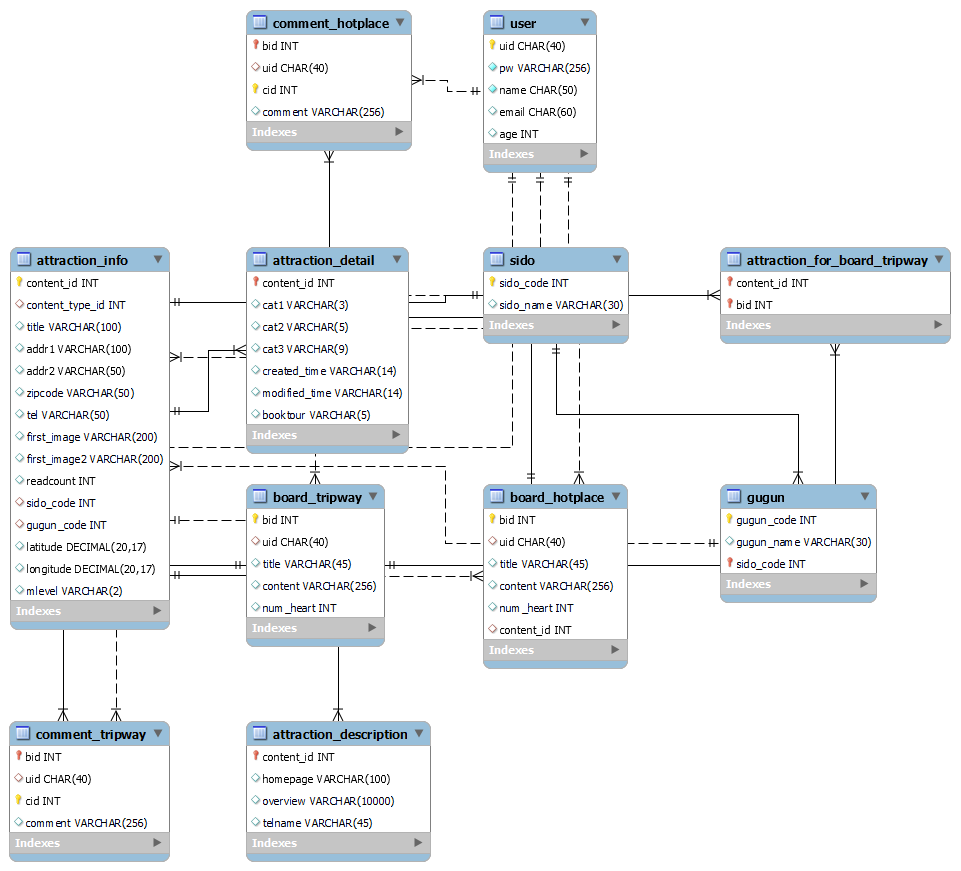 comment_hotplace
bid INT
uid CHAR(40)
cid INT
comment VARCHAR(256)
Indexes
user
uid CHAR(40)
pw VARCHAR(256)
name CHAR(50)
email CHAR(60)
age INT
Indexes
attraction_info
content_id INT
content_type_id INT
title VARCHAR(100)
addr1 VARCHAR(100)
addr2 VARCHAR(50)
zipcode VARCHAR(50)
tel VARCHAR(50)
first_image VARCHAR(200)
first_image2 VARCHAR(200)
readcount INT
sido_code INT
gugun_code INT
latitude DECIMAL(20,17)
longitude DECIMAL(20,17)
mlevel VARCHAR(2)
Indexes
attraction_detail
content_id INT
cat1 VARCHAR(3)
cat2 VARCHAR(5)
cat3 VARCHAR(9)
created_time VARCHAR(14)
modified_time VARCHAR(14)
booktour VARCHAR(5)
Indexes
sido
sido_code INT
sido_name VARCHAR(30)
Indexes
attraction_for_board_tripway
content_id INT
bid INT
Indexes
board_tripway
bid INT
uid CHAR(40)
title VARCHAR(45)
content VARCHAR(256)
num_heart INT
Indexes
board_hotplace
bid INT
uid CHAR(40)
title VARCHAR(45)
content VARCHAR(256)
num_heart INT
content_id INT
Indexes
gugun
gugun_code INT
gugun_name VARCHAR(30)
sido_code INT
Indexes
comment_tripway
bid INT
uid CHAR(40)
cid INT
comment VARCHAR(256)
Indexes
attraction_description
content_id INT
homepage VARCHAR(100)
overview VARCHAR(10000)
telname VARCHAR(45)
Indexes